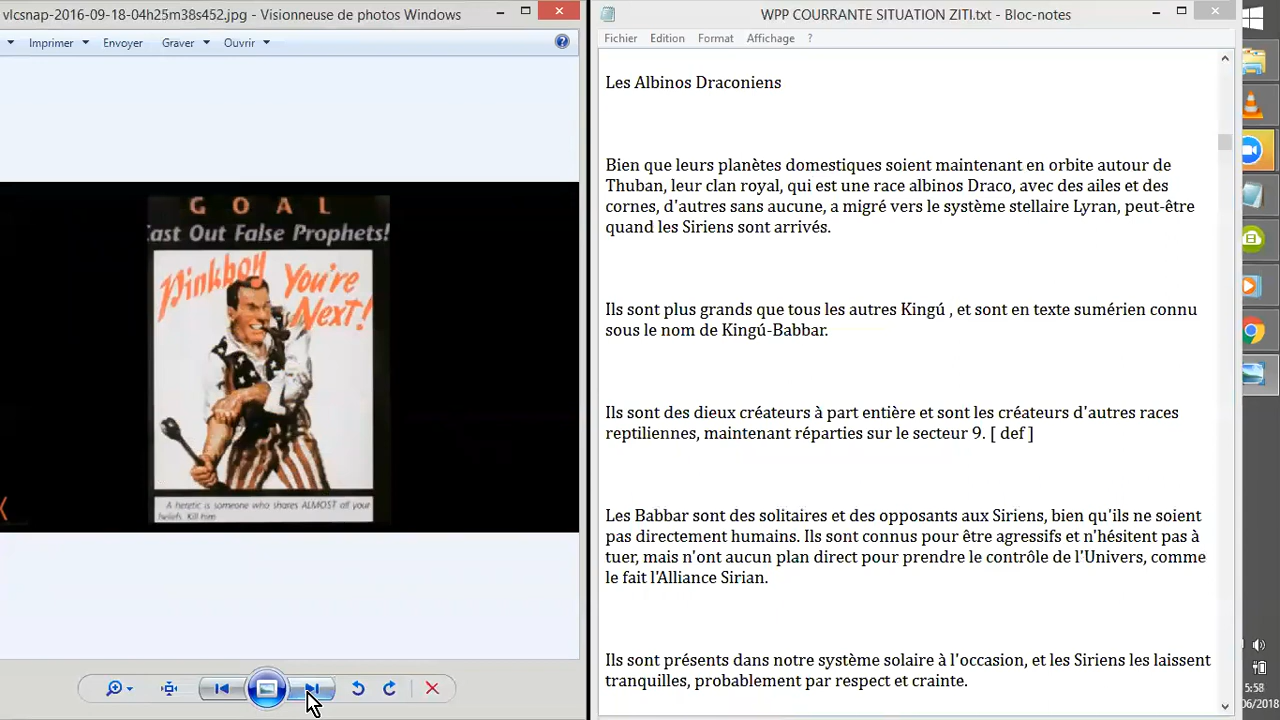 vlcsnap-2016-09-18-04h25m38s452.jpg - Visionneuse de photos Windows
Imprimer
Envoyer
Graver
Ouvrir
GOAL
Cast Out False Prophets!
Pinkboy You're
Next!
A heretic is someone who shares ALMOST all your
beliefs. Kill him
WPP COURRANTE SITUATION ZITI.txt - Bloc-notes
Fichier
Edition
Format
Affichage
?
Les Albinos Draconiens
Bien que leurs planètes domestiques soient maintenant en orbite autour de
Thuban, leur clan royal, qui est une race albinos Draco, avec des ailes et des
cornes, d'autres sans aucune, a migré vers le système stellaire Lyran, peut-être
quand les Siriens sont arrivés.
Ils sont plus grands que tous les autres Kingú , et sont en texte sumérien connu
sous le nom de Kingú-Babbar.
Ils sont des dieux créateurs à part entière et sont les créateurs d'autres races
reptiliennes, maintenant réparties sur le secteur 9. [ def ]
Les Babbar sont des solitaires et des opposants aux Siriens, bien qu'ils ne soient
pas directement humains. Ils sont connus pour être agressifs et n'hésitent pas à
tuer, mais n'ont aucun plan direct pour prendre le contrôle de l'Univers, comme
le fait l'Alliance Sirian.
Ils sont présents dans notre système solaire à l'occasion, et les Siriens les laissent
tranquilles, probablement par respect et crainte.
5:58
06/2018